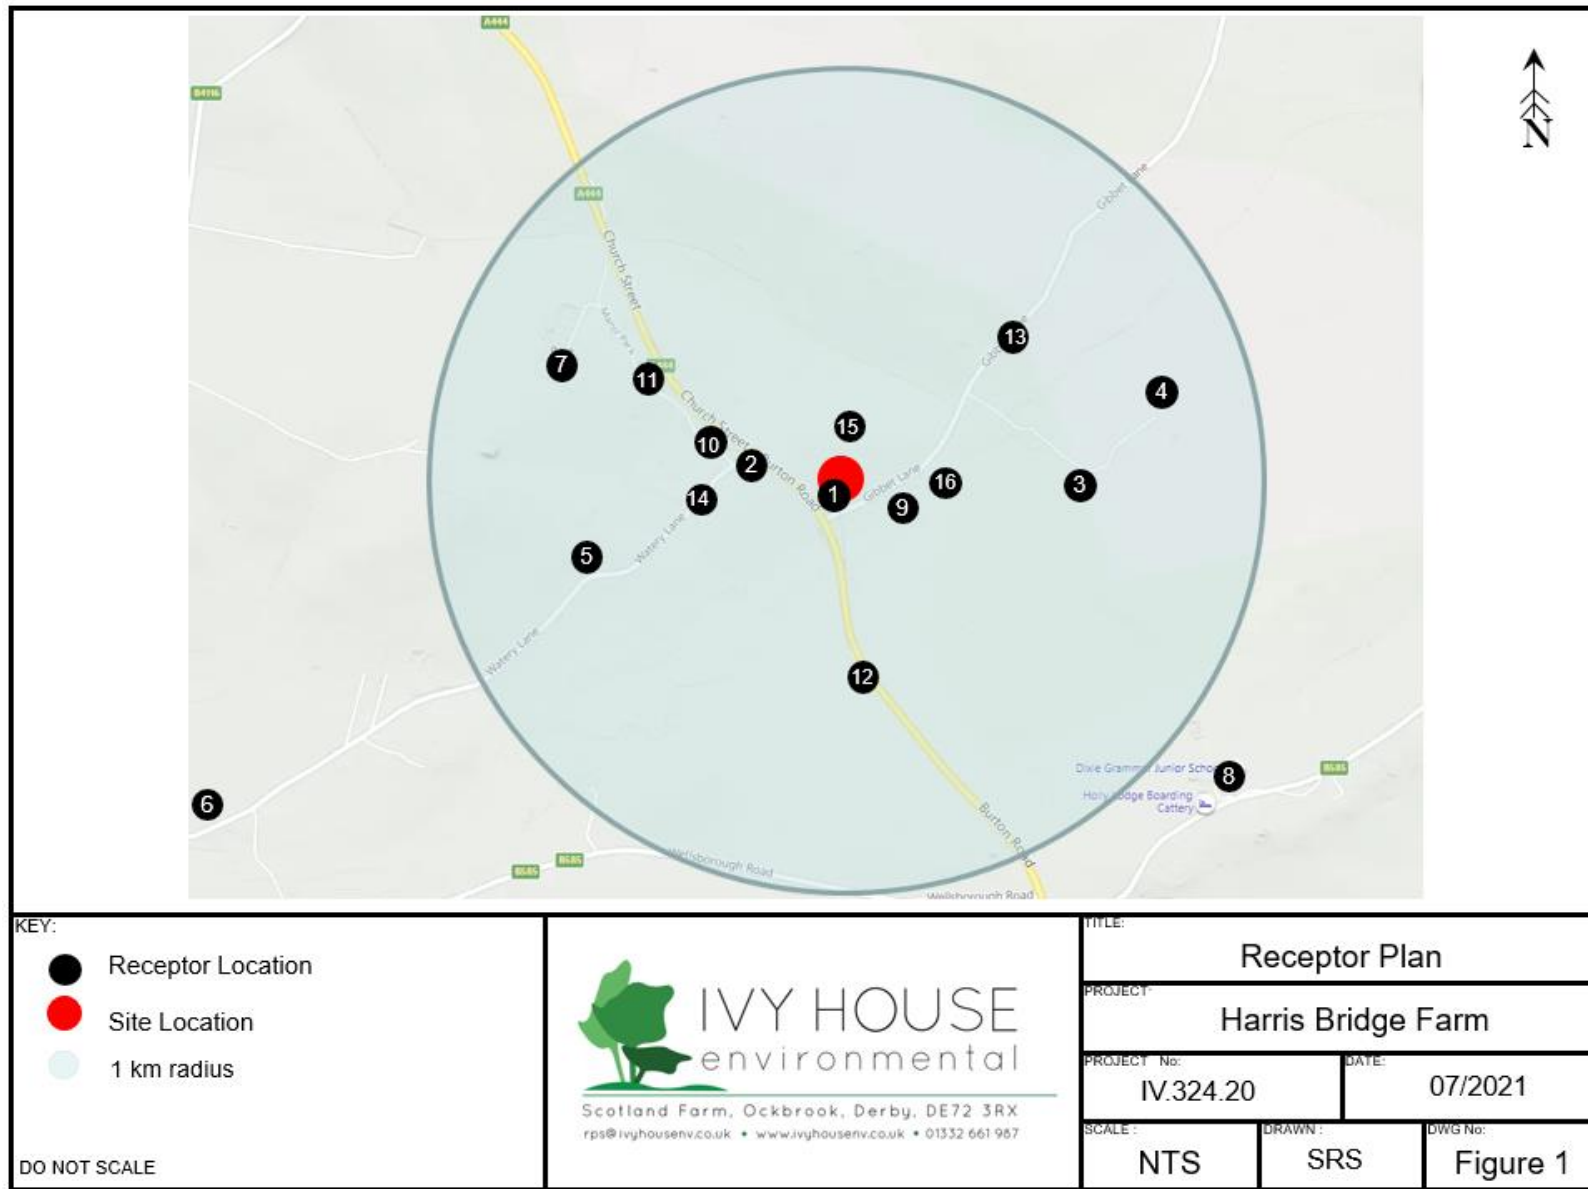 A444
B4116
N
A444
Gibbet Lane
Church Street
Manor Park
13
7
11
4
Church Street
15
10
2
Burton Road
1
Gibbet Lane
16
3
14
9
5
Watery Lane
Watery Lane
12
Dixie Grammar Junior School
8
B585
Holly Lodge Boarding
Cattery
6
Burton Road
B585
B585
Wellsborough Road
Wellsborough Road
KEY:
Receptor Location
Site Location
1 km radius
DO NOT SCALE
IVY HOUSE
environmental
Scotland Farm, Ockbrook, Derby, DE72 3RX
rps@ivyhousenv.co.uk • www.ivyhousenv.co.uk • 01332 661 987
TITLE:
Receptor Plan
PROJECT:
Harris Bridge Farm
PROJECT No:
IV.324.20
DATE:
07/2021
SCALE :
NTS
DRAWN :
SRS
DWG No:
Figure 1